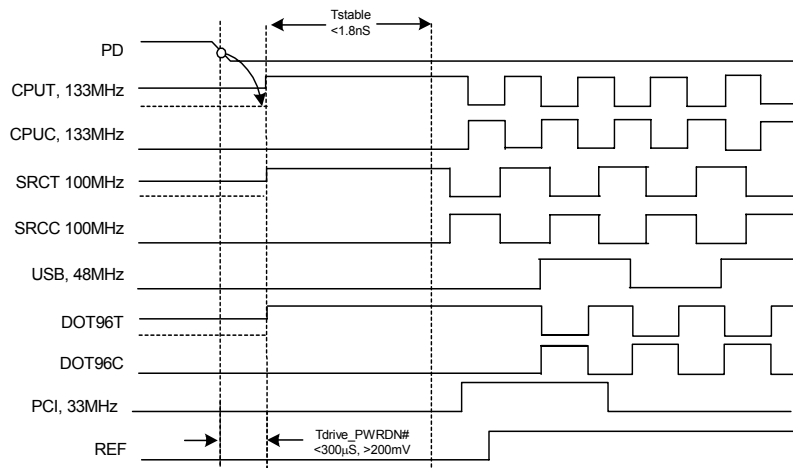 Tstable
<1.8nS
PD
CPUT, 133MHz
CPUC, 133MHz
SRCT 100MHz
SRCC 100MHz
USB, 48MHz
DOT96T
DOT96C
PCI, 33MHz
Tdrive_PWRDN#
<300µS, >200mV
REF